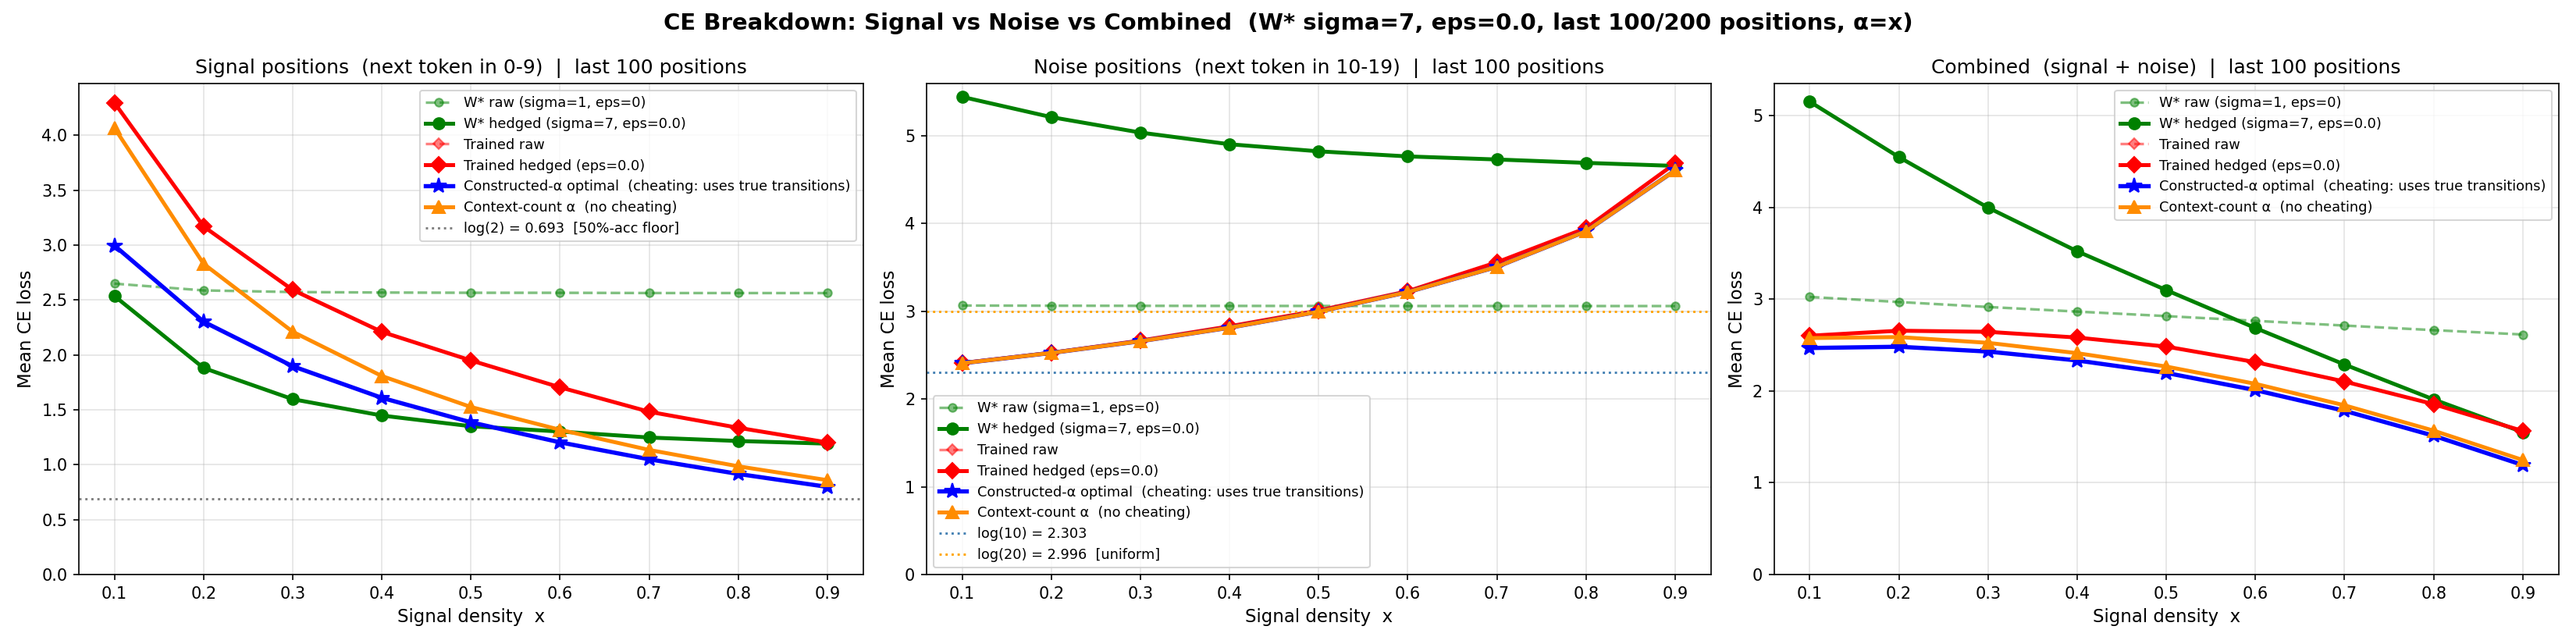 CE Breakdown: Signal vs Noise vs Combined  (W* sigma=7, eps=0.0, last 100/200 positions, α=x)
Signal positions  (next token in 0-9)  |  last 100 positions
Mean CE loss
4.0
3.5
3.0
2.5
2.0
1.5
1.0
0.5
0.0
W* raw (sigma=1, eps=0)
W* hedged (sigma=7, eps=0.0)
Trained raw
Trained hedged (eps=0.0)
Constructed-α optimal  (cheating: uses true transitions)
Context-count α  (no cheating)
log(2) = 0.693  [50%-acc floor]
0.1 0.2 0.3 0.4 0.5 0.6 0.7 0.8 0.9
Signal density  x
Noise positions  (next token in 10-19)  |  last 100 positions
Mean CE loss
5
4
3
2
1
0
W* raw (sigma=1, eps=0)
W* hedged (sigma=7, eps=0.0)
Trained raw
Trained hedged (eps=0.0)
Constructed-α optimal  (cheating: uses true transitions)
Context-count α  (no cheating)
log(10) = 2.303
log(20) = 2.996  [uniform]
0.1 0.2 0.3 0.4 0.5 0.6 0.7 0.8 0.9
Signal density  x
Combined  (signal + noise)  |  last 100 positions
Mean CE loss
5
4
3
2
1
0
W* raw (sigma=1, eps=0)
W* hedged (sigma=7, eps=0.0)
Trained raw
Trained hedged (eps=0.0)
Constructed-α optimal  (cheating: uses true transitions)
Context-count α  (no cheating)
0.1 0.2 0.3 0.4 0.5 0.6 0.7 0.8 0.9
Signal density  x